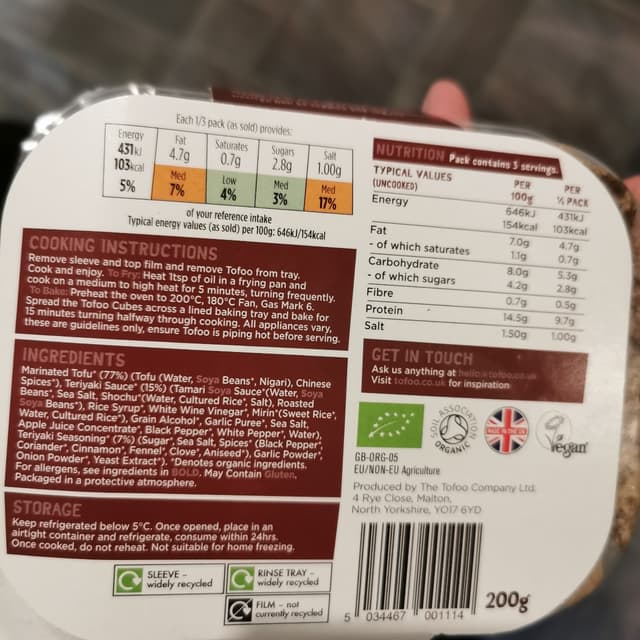 Each 1/3 pack (as sold) provides:
Energy
431kJ
103kcal
5%
Fat
4.7g
Med
7%
Saturates
0.7g
Low
4%
Sugars
2.8g
Med
3%
Salt
1.00g
Med
17%
of your reference intake
Typical energy values (as sold) per 100g: 646kJ/154kcal
COOKING INSTRUCTIONS
Remove sleeve and top film and remove Tofoo from tray.
Cook and enjoy. To Fry: Heat 1tsp of oil in a frying pan and
cook on a medium to high heat for 5 minutes, turning frequently.
To Bake: Preheat the oven to 200°C, 180°C Fan, Gas Mark 6.
Spread the Tofoo Cubes across a lined baking tray and bake for
15 minutes turning halfway through cooking. All appliances vary,
these are guidelines only, ensure Tofoo is piping hot before serving.
INGREDIENTS
Marinated Tofu* (77%) (Tofu (Water, Soya Beans*, Nigari), Chinese
Spices*), Teriyaki Sauce* (15%) (Tamari Soya Sauce*(Water, Soya
Beans*, Sea Salt, Shochu*(Water, Cultured Rice*, Salt), Roasted
Soya Beans*), Rice Syrup*, White Wine Vinegar*, Mirin*(Sweet Rice*,
Water, Cultured Rice*), Grain Alcohol*, Garlic Puree*, Sea Salt,
Apple Juice Concentrate*, Black Pepper*, White Pepper*, Water),
Teriyaki Seasoning* (7%) (Sugar*, Sea Salt, Spices* (Black Pepper*,
Coriander*, Cinnamon*, Fennel*, Clove*, Aniseed*), Garlic Powder*,
Onion Powder*, Yeast Extract*). *Denotes organic ingredients.
For allergens, see ingredients in BOLD. May Contain Gluten.
Packaged in a protective atmosphere.
STORAGE
Keep refrigerated below 5°C. Once opened, place in an
airtight container and refrigerate, consume within 24hrs.
Once cooked, do not reheat. Not suitable for home freezing.
SLEEVE –
widely recycled
RINSE TRAY –
widely recycled
FILM – not
currently recycled
NUTRITION Pack contains 3 servings.
TYPICAL VALUES
(UNCOOKED)
PER
100g
PER
⅓ PACK
Energy
646kJ
431kJ
154kcal
103kcal
Fat
7.0g
4.7g
- of which saturates
1.1g
0.7g
Carbohydrate
8.0g
5.3g
- of which sugars
4.2g
2.8g
Fibre
0.7g
0.5g
Protein
14.5g
9.7g
Salt
1.50g
1.00g
GET IN TOUCH
Ask us anything at hello@tofoo.co.uk
Visit tofoo.co.uk for inspiration
GB-ORG-05
EU/NON-EU Agriculture
SOIL ASSOCIATION
ORGANIC
MADE IN THE UK
Vegan
Produced by The Tofoo Company Ltd,
4 Rye Close, Malton,
North Yorkshire, YO17 6YD
5 034467 001114
200g